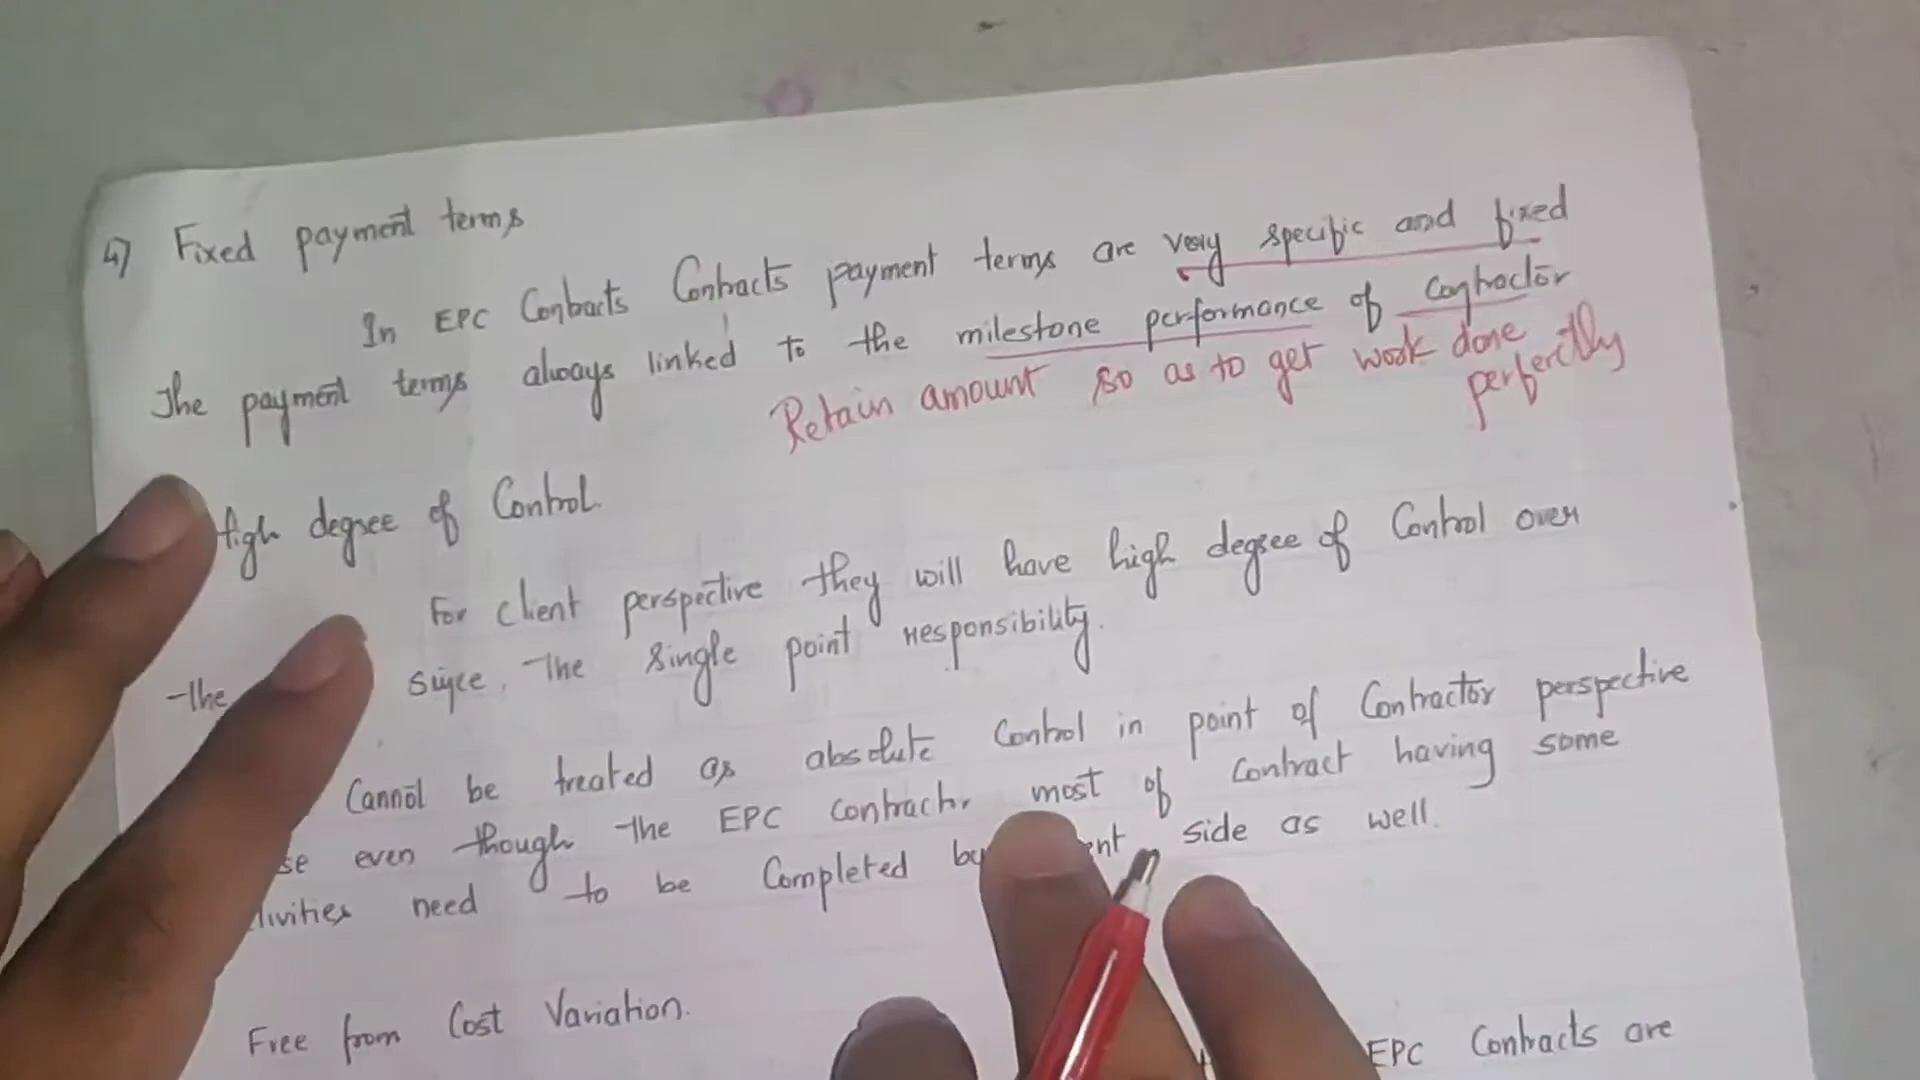 4) Fixed payment terms
In EPC Contracts Contracts payment terms are very specific and fixed
The payment terms always linked to the milestone performance of contractor
Retain amount so as to get work done
perferctly
High degree of Control.
For client perspective they will have high degree of Control over
the since, The single point responsibility.
Cannot be treated as absolute Control in point of Contractor perspective
even though the EPC contract. most of Contract having some
need to be Completed by side as well.
Free from Cost Variation.
EPC Contracts are